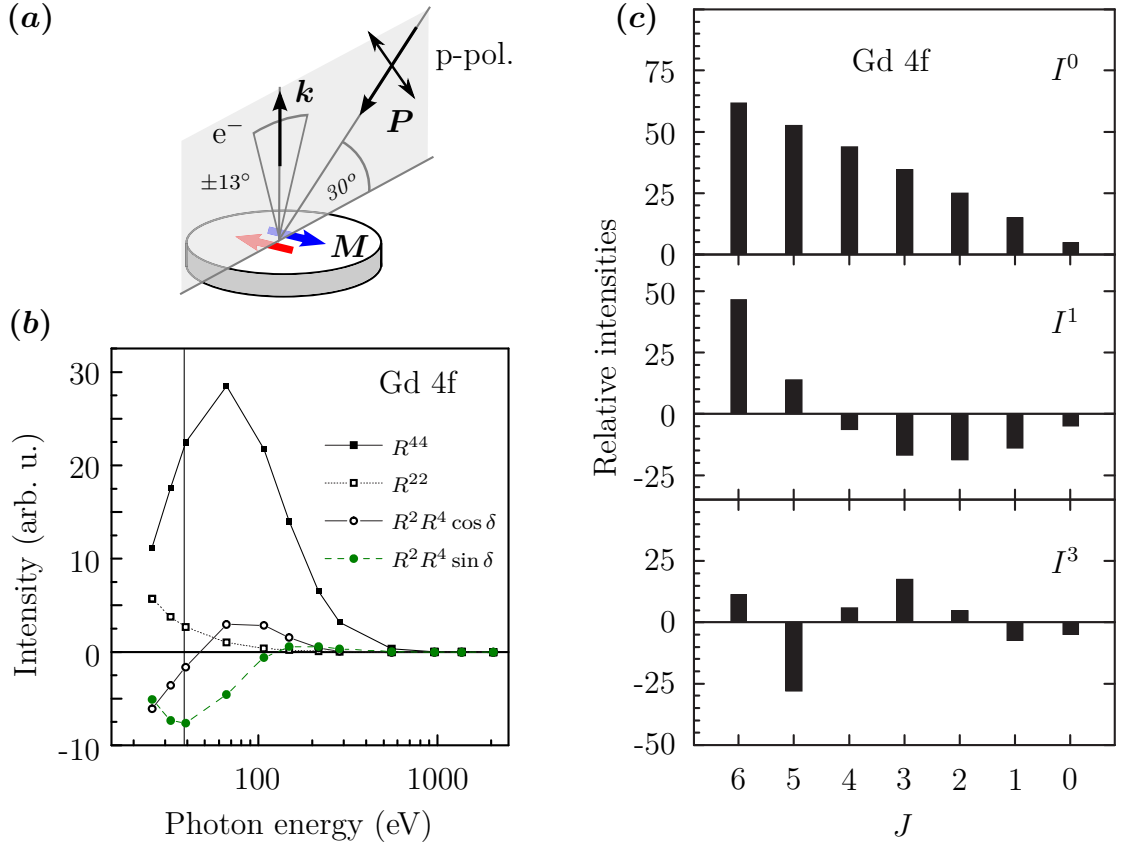 (a)
p-pol.
k
P
e⁻
±13°
30°
M
(b)
Gd 4f
R⁴⁴
R²²
R²R⁴ cos δ
R²R⁴ sin δ
30
20
10
0
-10
Intensity (arb. u.)
100
1000
Photon energy (eV)
(c)
Gd 4f
I⁰
75
50
25
0
I¹
50
25
0
-25
I³
25
0
-25
-50
Relative intensities
6 5 4 3 2 1 0
J